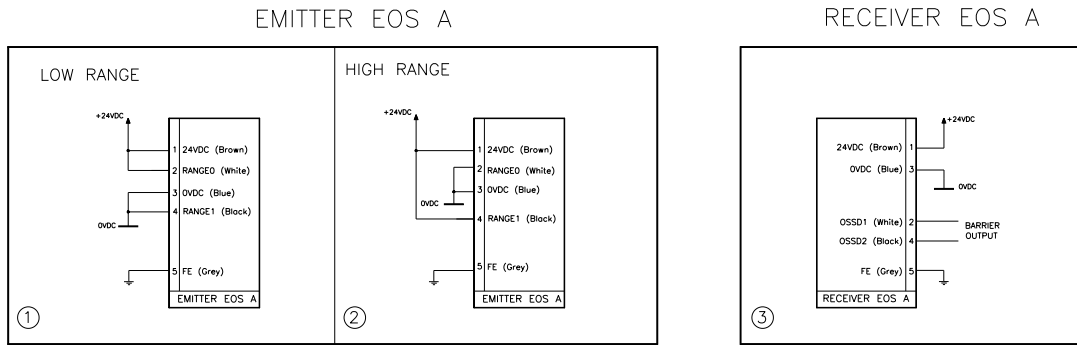 EMITTER EOS A
LOW RANGE
+24VDC
1 24VDC (Brown)
2 RANGE0 (White)
3 0VDC (Blue)
4 RANGE1 (Black)
0VDC
5 FE (Grey)
EMITTER EOS A
1
HIGH RANGE
+24VDC
1 24VDC (Brown)
2 RANGE0 (White)
3 0VDC (Blue)
0VDC
4 RANGE1 (Black)
5 FE (Grey)
EMITTER EOS A
2
RECEIVER EOS A
+24VDC
24VDC (Brown) 1
0VDC (Blue) 3
0VDC
OSSD1 (White) 2
BARRIER
OUTPUT
OSSD2 (Black) 4
FE (Grey) 5
RECEIVER EOS A
3